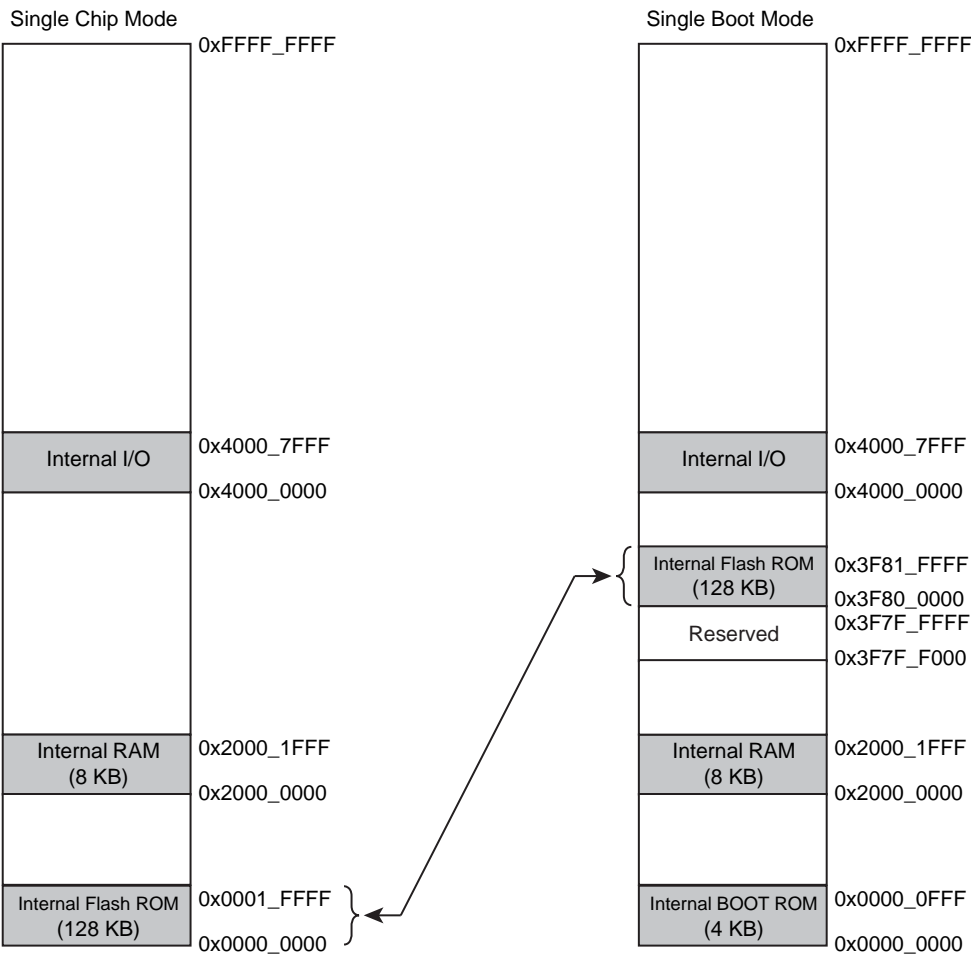 Single Chip Mode
0xFFFF_FFFF
Internal I/O
0x4000_7FFF
0x4000_0000
Internal RAM
(8 KB)
0x2000_1FFF
0x2000_0000
Internal Flash ROM
(128 KB)
0x0001_FFFF
0x0000_0000
Single Boot Mode
0xFFFF_FFFF
Internal I/O
0x4000_7FFF
0x4000_0000
Internal Flash ROM
(128 KB)
0x3F81_FFFF
0x3F80_0000
Reserved
0x3F7F_FFFF
0x3F7F_F000
Internal RAM
(8 KB)
0x2000_1FFF
0x2000_0000
Internal BOOT ROM
(4 KB)
0x0000_0FFF
0x0000_0000